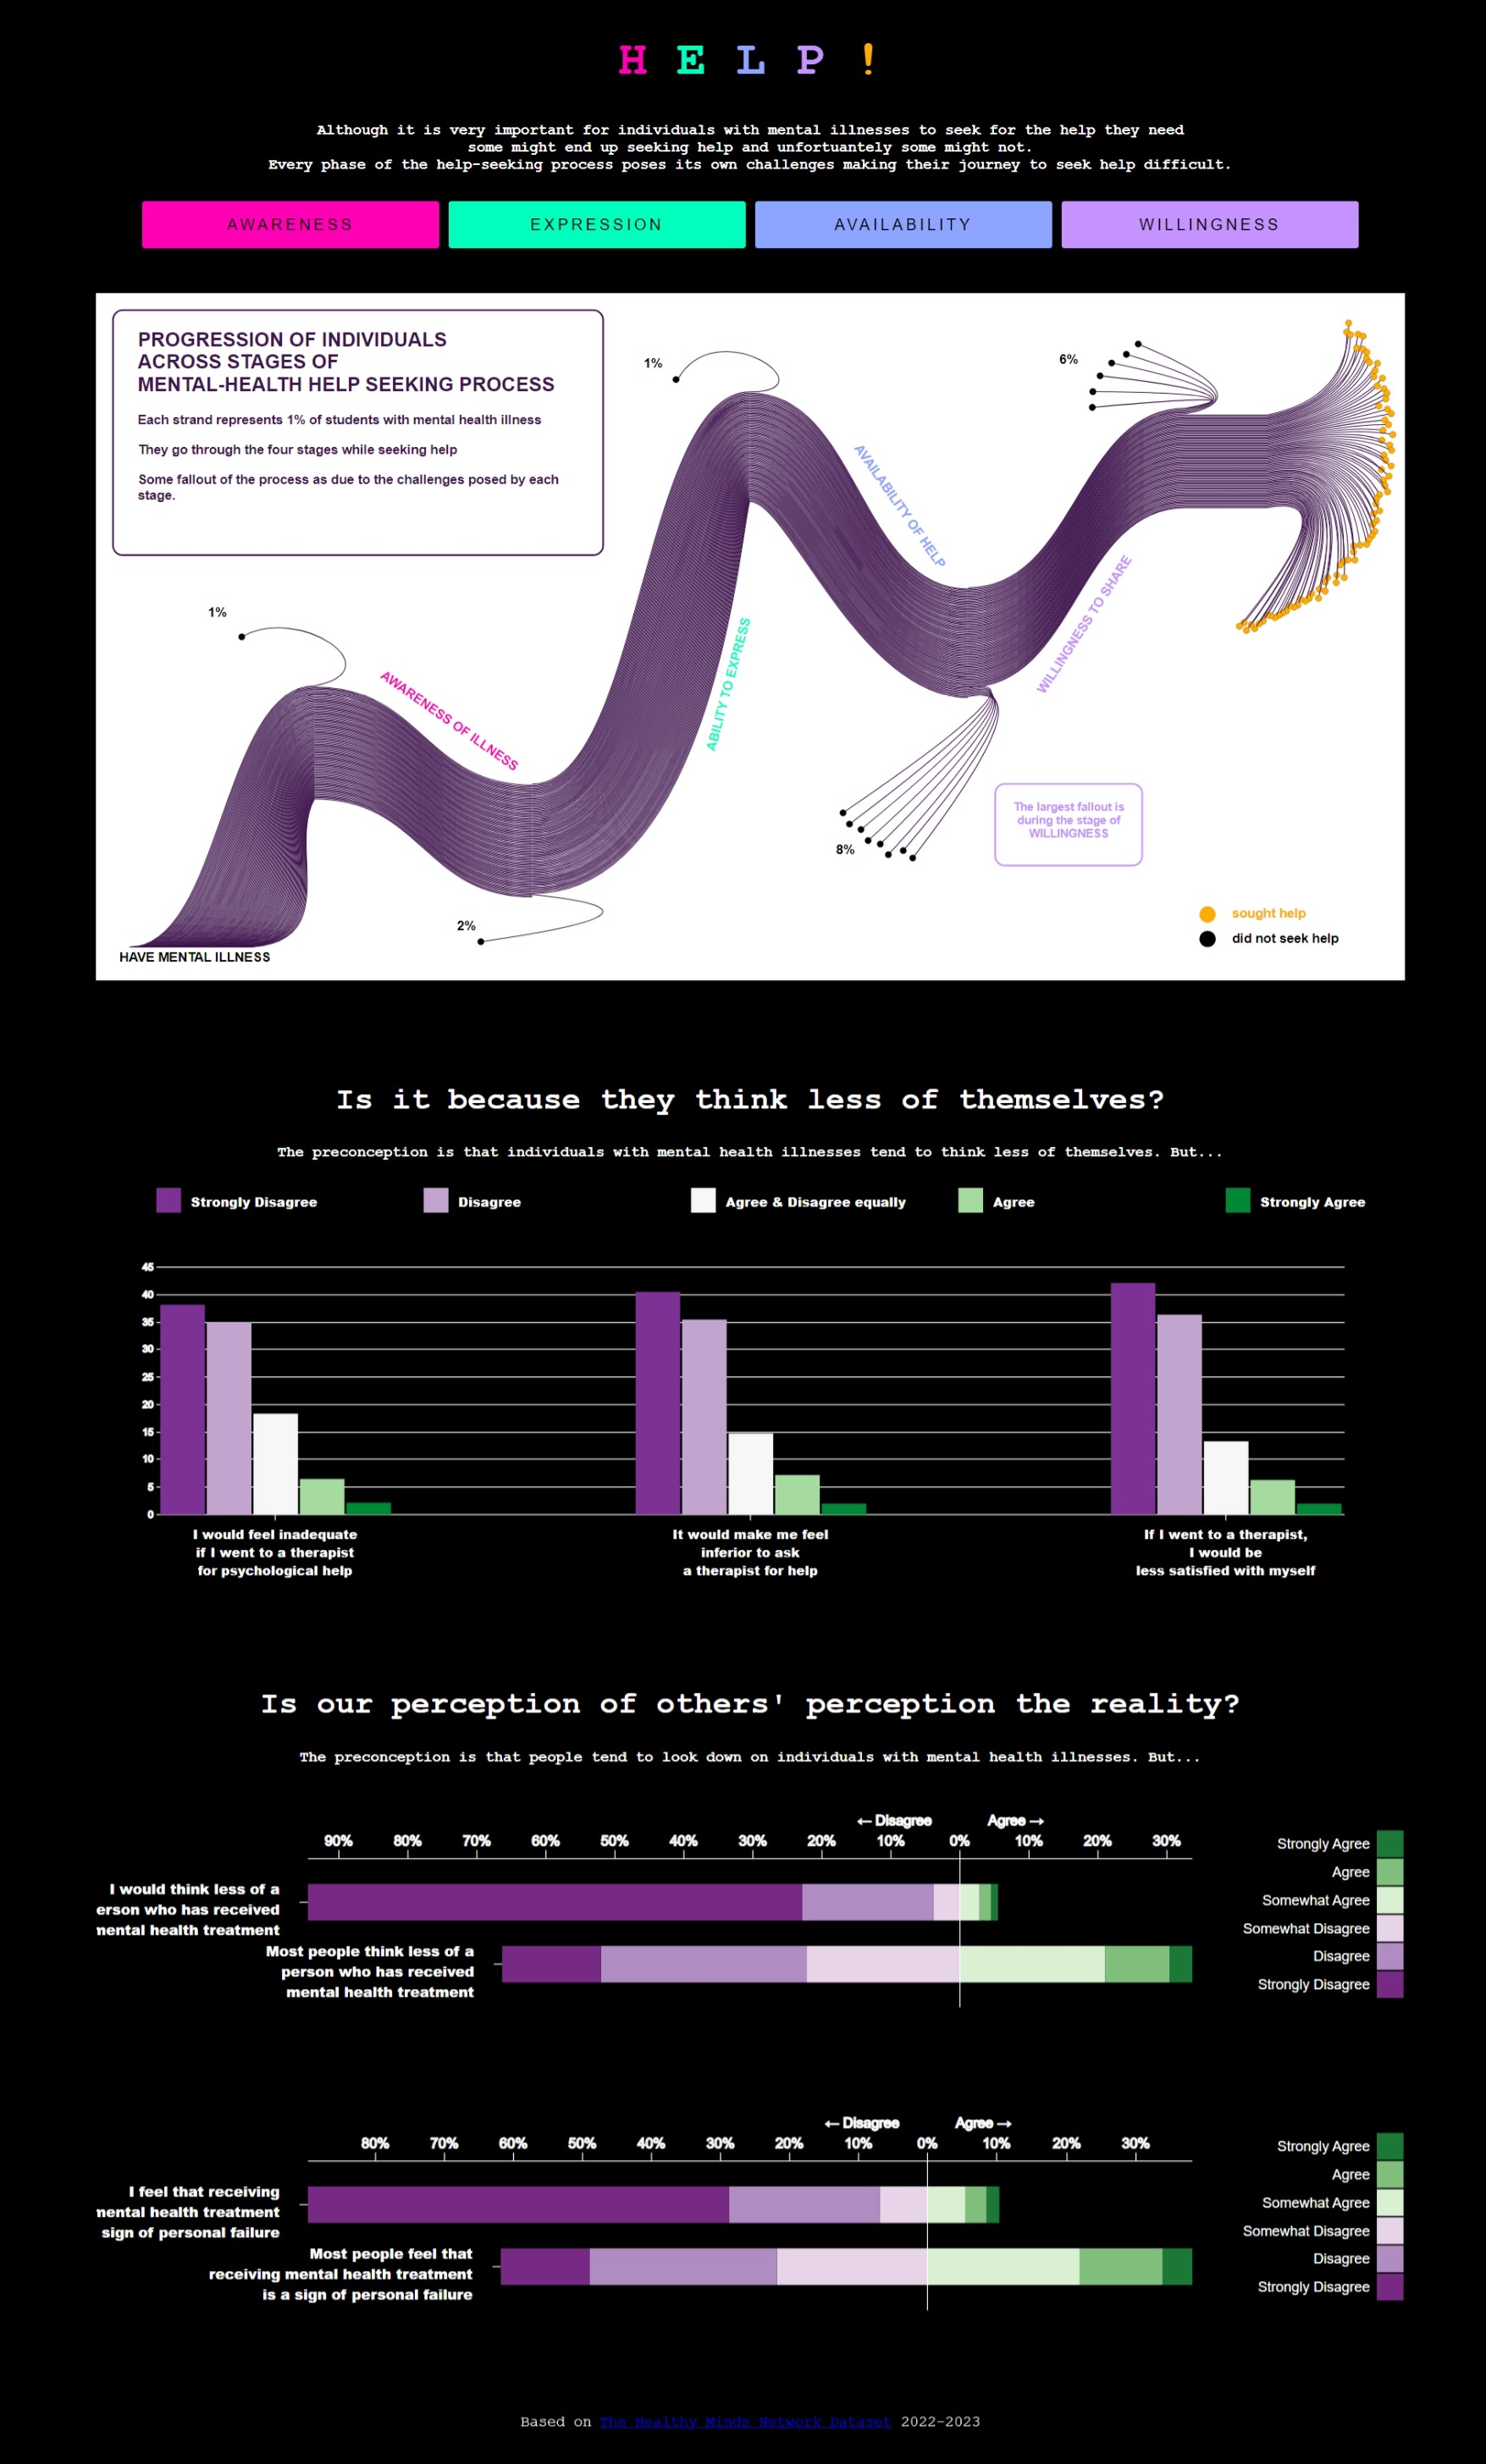 H E L P !
Although it is very important for individuals with mental illnesses to seek for the help they need
some might end up seeking help and unfortuantely some might not.
Every phase of the help-seeking process poses its own challenges making their journey to seek help difficult.
AWARENESS
EXPRESSION
AVAILABILITY
WILLINGNESS
PROGRESSION OF INDIVIDUALS
ACROSS STAGES OF
MENTAL-HEALTH HELP SEEKING PROCESS
Each strand represents 1% of students with mental health illness
They go through the four stages while seeking help
Some fallout of the process as due to the challenges posed by each
stage.
1%
6%
AVAILABILITY OF HELP
WILLINGNESS TO SHARE
1%
ABILITY TO EXPRESS
AWARENESS OF ILLNESS
The largest fallout is
during the stage of
WILLINGNESS
8%
2%
sought help
did not seek help
HAVE MENTAL ILLNESS
Is it because they think less of themselves?
The preconception is that individuals with mental health illnesses tend to think less of themselves. But...
Strongly Disagree
Disagree
Agree & Disagree equally
Agree
Strongly Agree
45
40
35
30
25
20
15
10
5
0
I would feel inadequate
if I went to a therapist
for psychological help
It would make me feel
inferior to ask
a therapist for help
If I went to a therapist,
I would be
less satisfied with myself
Is our perception of others' perception the reality?
The preconception is that people tend to look down on individuals with mental health illnesses. But...
← Disagree
Agree →
90% 80% 70% 60% 50% 40% 30% 20% 10% 0% 10% 20% 30%
I would think less of a
erson who has received
mental health treatment
Most people think less of a
person who has received
mental health treatment
Strongly Agree
Agree
Somewhat Agree
Somewhat Disagree
Disagree
Strongly Disagree
← Disagree
Agree →
80% 70% 60% 50% 40% 30% 20% 10% 0% 10% 20% 30%
I feel that receiving
mental health treatment
sign of personal failure
Most people feel that
receiving mental health treatment
is a sign of personal failure
Strongly Agree
Agree
Somewhat Agree
Somewhat Disagree
Disagree
Strongly Disagree
Based on The Healthy Minds Network Dataset 2022-2023